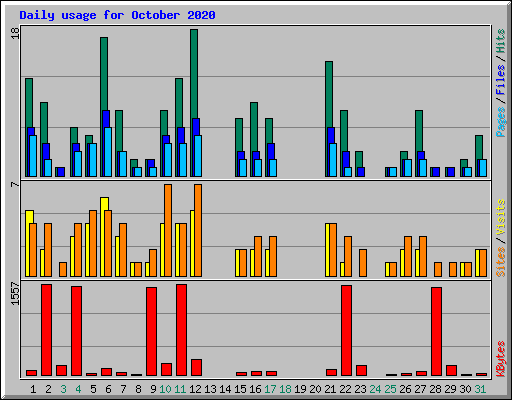 Daily usage for October 2020
18
Pages / Files / Hits
7
Sites / Visits
1557
KBytes
1 2 3 4 5 6 7 8 9 10 11 12 13 14 15 16 17 18 19 20 21 22 23 24 25 26 27 28 29 30 31